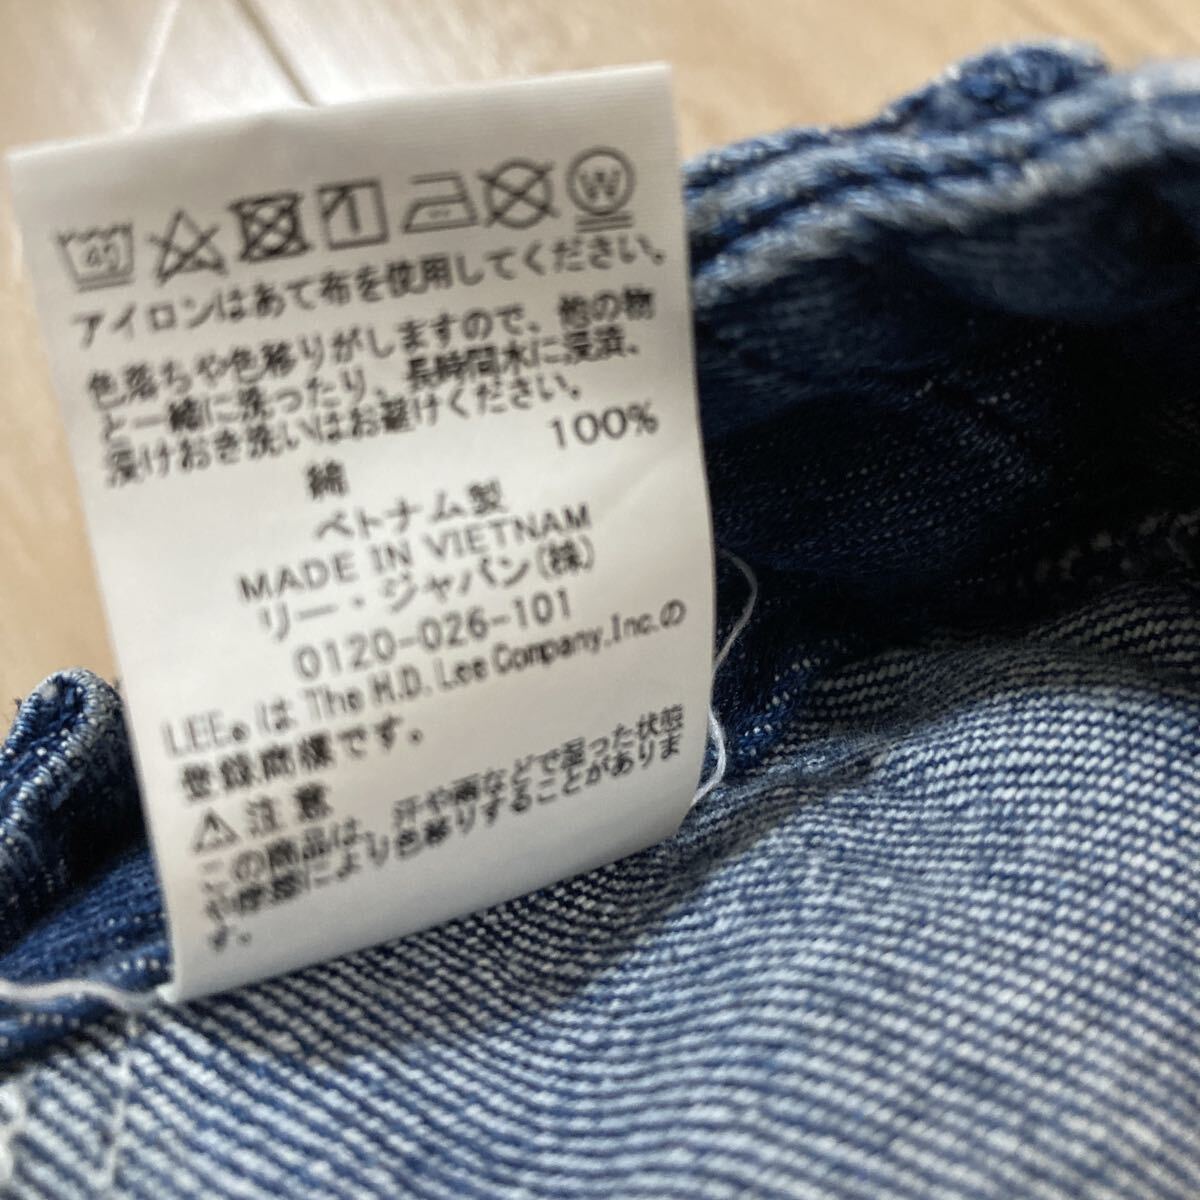 40
W
アイロンはあて布を使用してください。
色落ちや色移りがしますので、他の物
と一緒に洗ったり、長時間水に浸漬、
浸けおき洗いはお避けください。
綿 100%
ベトナム製
MADE IN VIETNAM
リー・ジャパン(株)
0120-026-101
LEE®は The H.D. Lee Company,Inc.の
登録商標です。
⚠注意
この商品は、汗や雨などで湿った状態
や摩擦により色移りすることがありま
す。